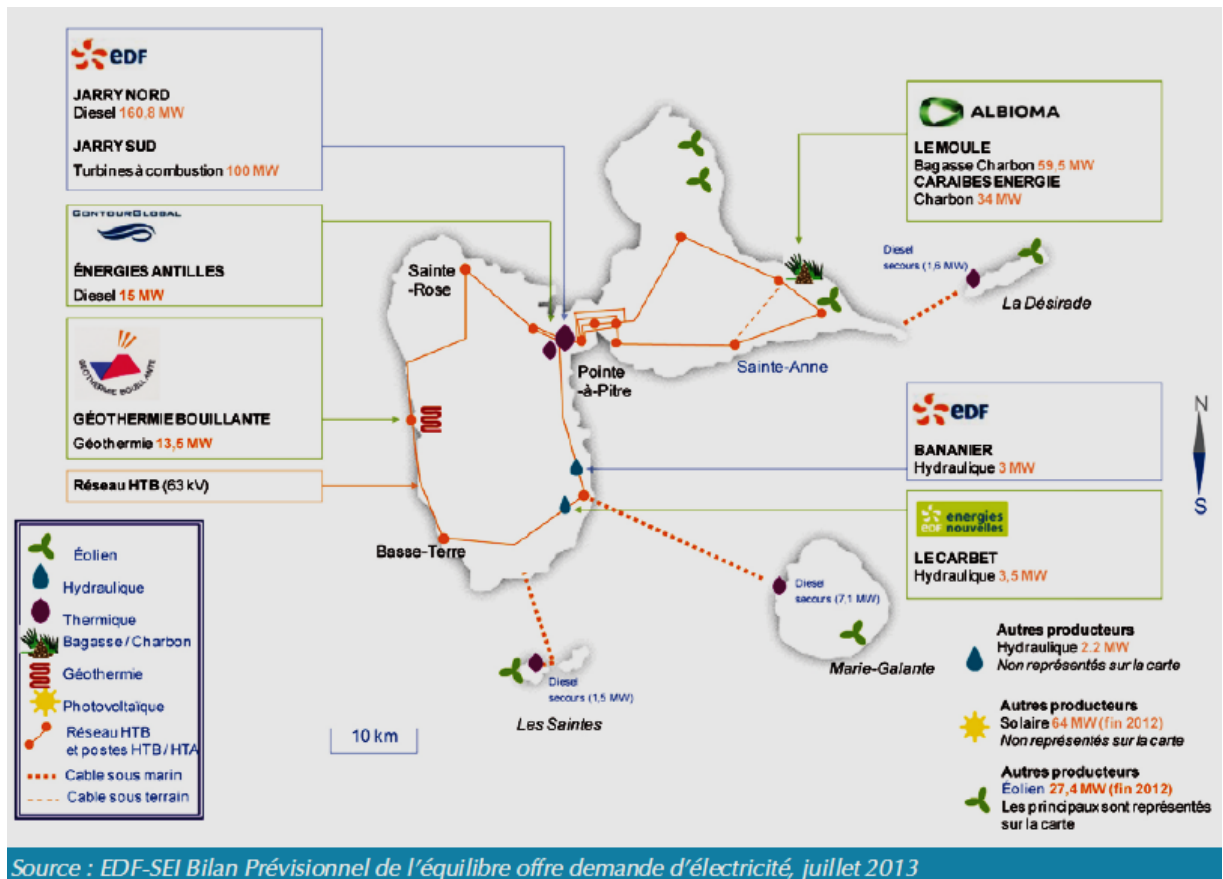 edf
JARRY NORD
Diesel 160,8 MW
JARRY SUD
Turbines à combustion 100 MW
CONTOURGLOBAL
ÉNERGIES ANTILLES
Diesel 15 MW
GÉOTHERMIE BOUILLANTE
GÉOTHERMIE BOUILLANTE
Géothermie 13,5 MW
Réseau HTB (63 kV)
Éolien
Hydraulique
Thermique
Bagasse / Charbon
Géothermie
Photovoltaïque
Réseau HTB
et postes HTB / HTA
Cable sous marin
Cable sous terrain
Sainte
-Rose
Basse-Terre
Pointe
-à-Pitre
Sainte-Anne
Diesel
secours (1,6 MW)
La Désirade
Diesel
secours (7,1 MW)
Marie-Galante
Diesel
secours (1,5 MW)
Les Saintes
10 km
ALBIOMA
LE MOULE
Bagasse Charbon 59,5 MW
CARAIBES ENERGIE
Charbon 34 MW
edf
BANANIER
Hydraulique 3 MW
edf energies
nouvelles
LE CARBET
Hydraulique 3,5 MW
N
S
Autres producteurs
Hydraulique 2.2 MW
Non représentés sur la carte
Autres producteurs
Solaire 64 MW (fin 2012)
Non représentés sur la carte
Autres producteurs
Éolien 27,4 MW (fin 2012)
Les principaux sont représentés
sur la carte
Source : EDF-SEI Bilan Prévisionnel de l'équilibre offre demande d'électricité, juillet 2013